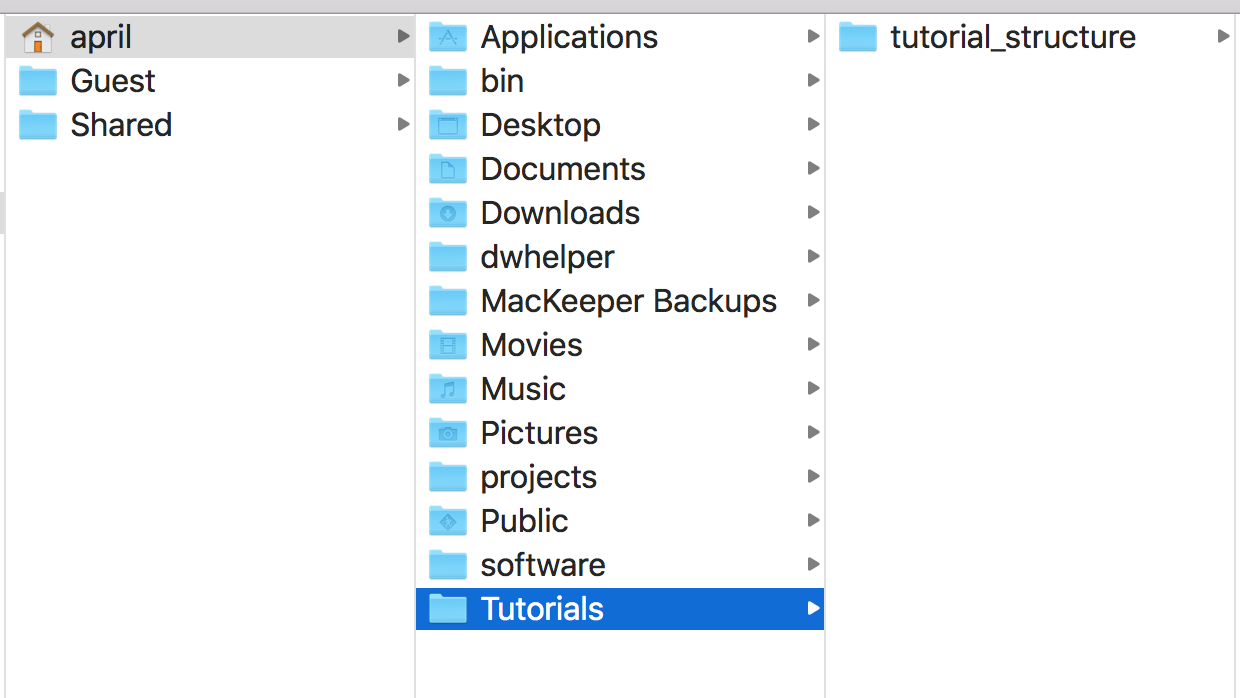 april
Guest
Shared
Applications
bin
Desktop
Documents
Downloads
dwhelper
MacKeeper Backups
Movies
Music
Pictures
projects
Public
software
Tutorials
tutorial_structure